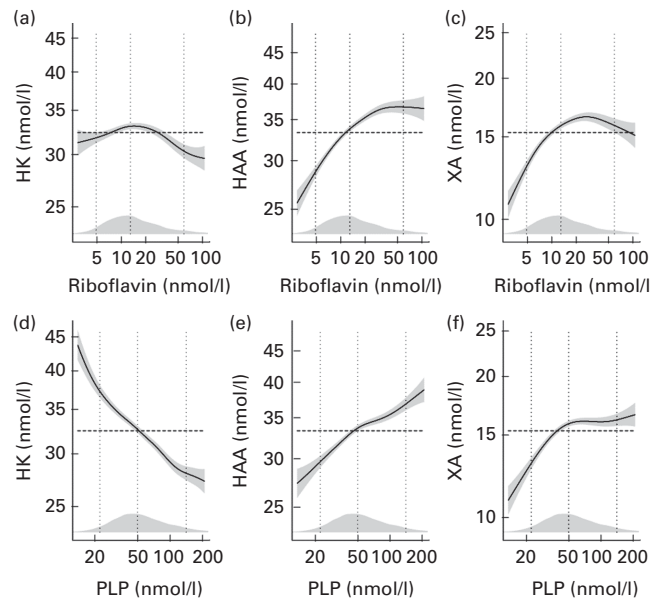 (a)
HK (nmol/l)
45
40
35
30
25
5 10 20 50 100
Riboflavin (nmol/l)
(b)
HAA (nmol/l)
45
40
35
30
25
5 10 20 50 100
Riboflavin (nmol/l)
(c)
XA (nmol/l)
25
20
15
10
5 10 20 50 100
Riboflavin (nmol/l
(d)
HK (nmol/l)
45
40
35
30
25
20 50 100 200
PLP (nmol/l)
(e)
HAA (nmol/l)
45
40
35
30
25
20 50 100 200
PLP (nmol/l)
(f)
XA (nmol/l)
25
20
15
10
20 50 100 200
PLP (nmol/l)